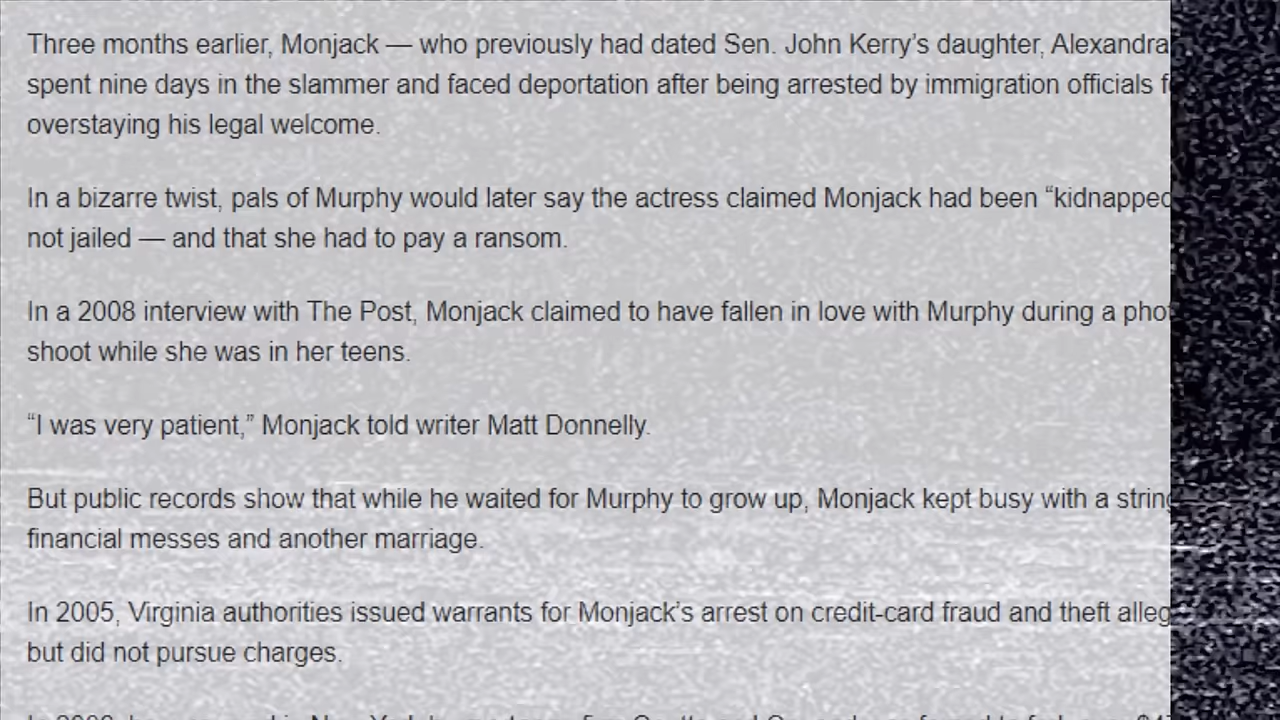 Three months earlier, Monjack — who previously had dated Sen. John Kerry’s daughter, Alexandra
spent nine days in the slammer and faced deportation after being arrested by immigration officials
overstaying his legal welcome.
In a bizarre twist, pals of Murphy would later say the actress claimed Monjack had been “kidnapped
not jailed — and that she had to pay a ransom.
In a 2008 interview with The Post, Monjack claimed to have fallen in love with Murphy during a
shoot while she was in her teens.
“I was very patient,” Monjack told writer Matt Donnelly.
But public records show that while he waited for Murphy to grow up, Monjack kept busy with a
financial messes and another marriage.
In 2005, Virginia authorities issued warrants for Monjack’s arrest on credit-card fraud and theft
but did not pursue charges.